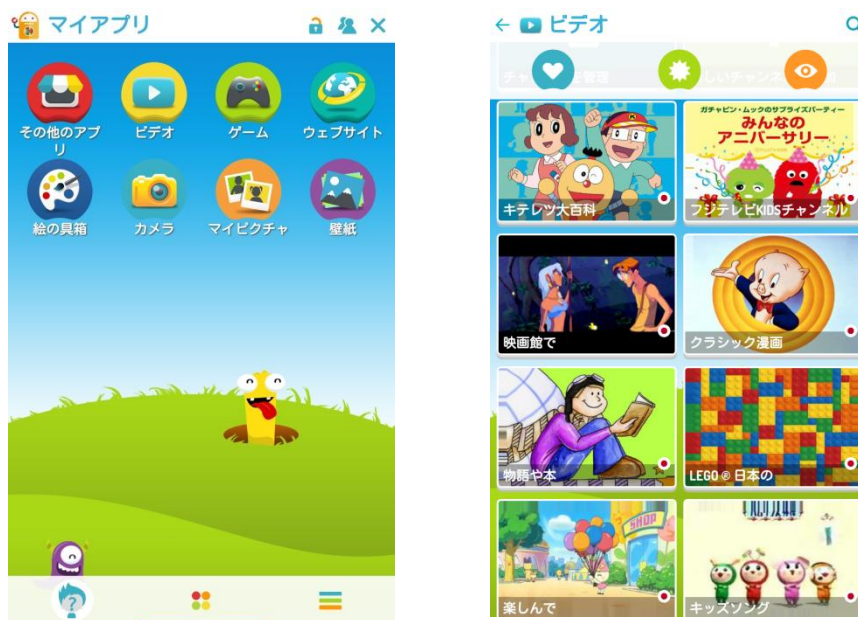 マイアプリ
その他のアプ
リ
ビデオ
ゲーム
ウェブサイト
絵の具箱
カメラ
マイピクチャ
壁紙
?
ビデオ
キテレツ大百科
ガチャピン・ムックのサプライズパーティー
みんなの
アニバーサリー
フジテレビKIDSチャンネル
映画館で
クラシック漫画
物語や本
LEGO ® 日本の
SHOP
楽しんで
キッズソング